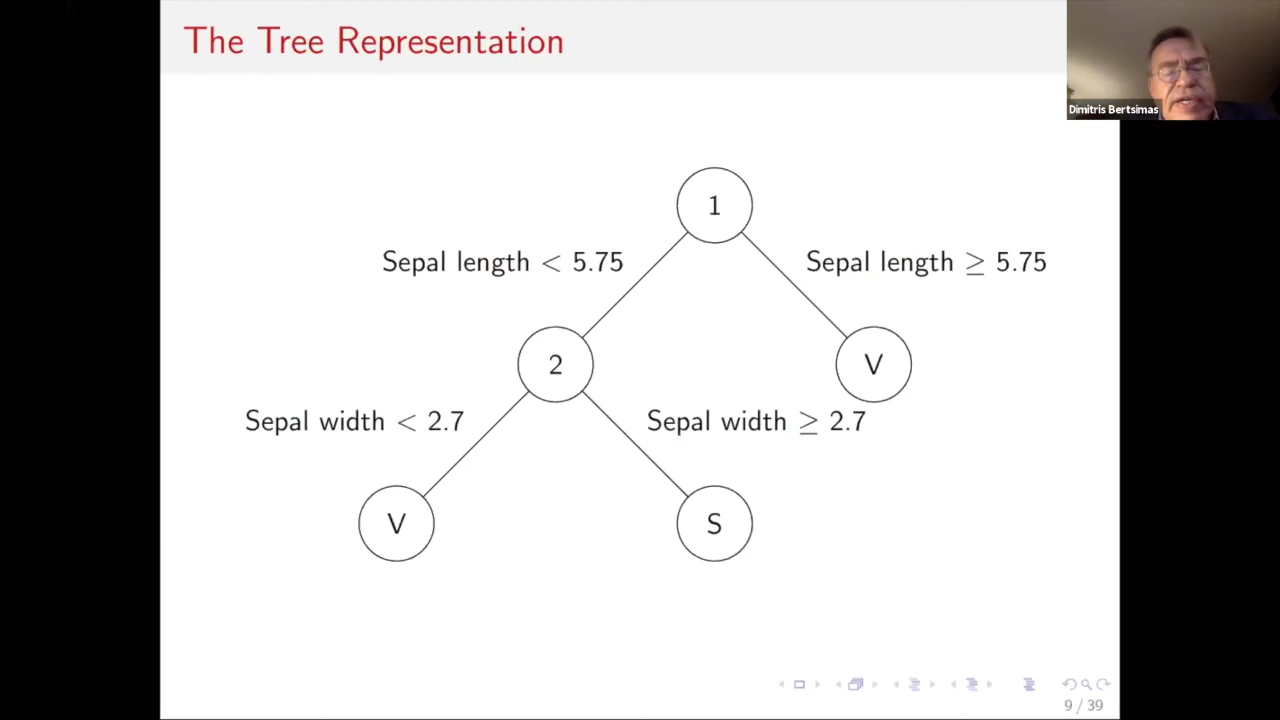 The Tree Representation
Dimitris Bertsimas
1
Sepal length < 5.75
Sepal length ≥ 5.75
2
V
Sepal width < 2.7
Sepal width ≥ 2.7
V
S
9 / 39